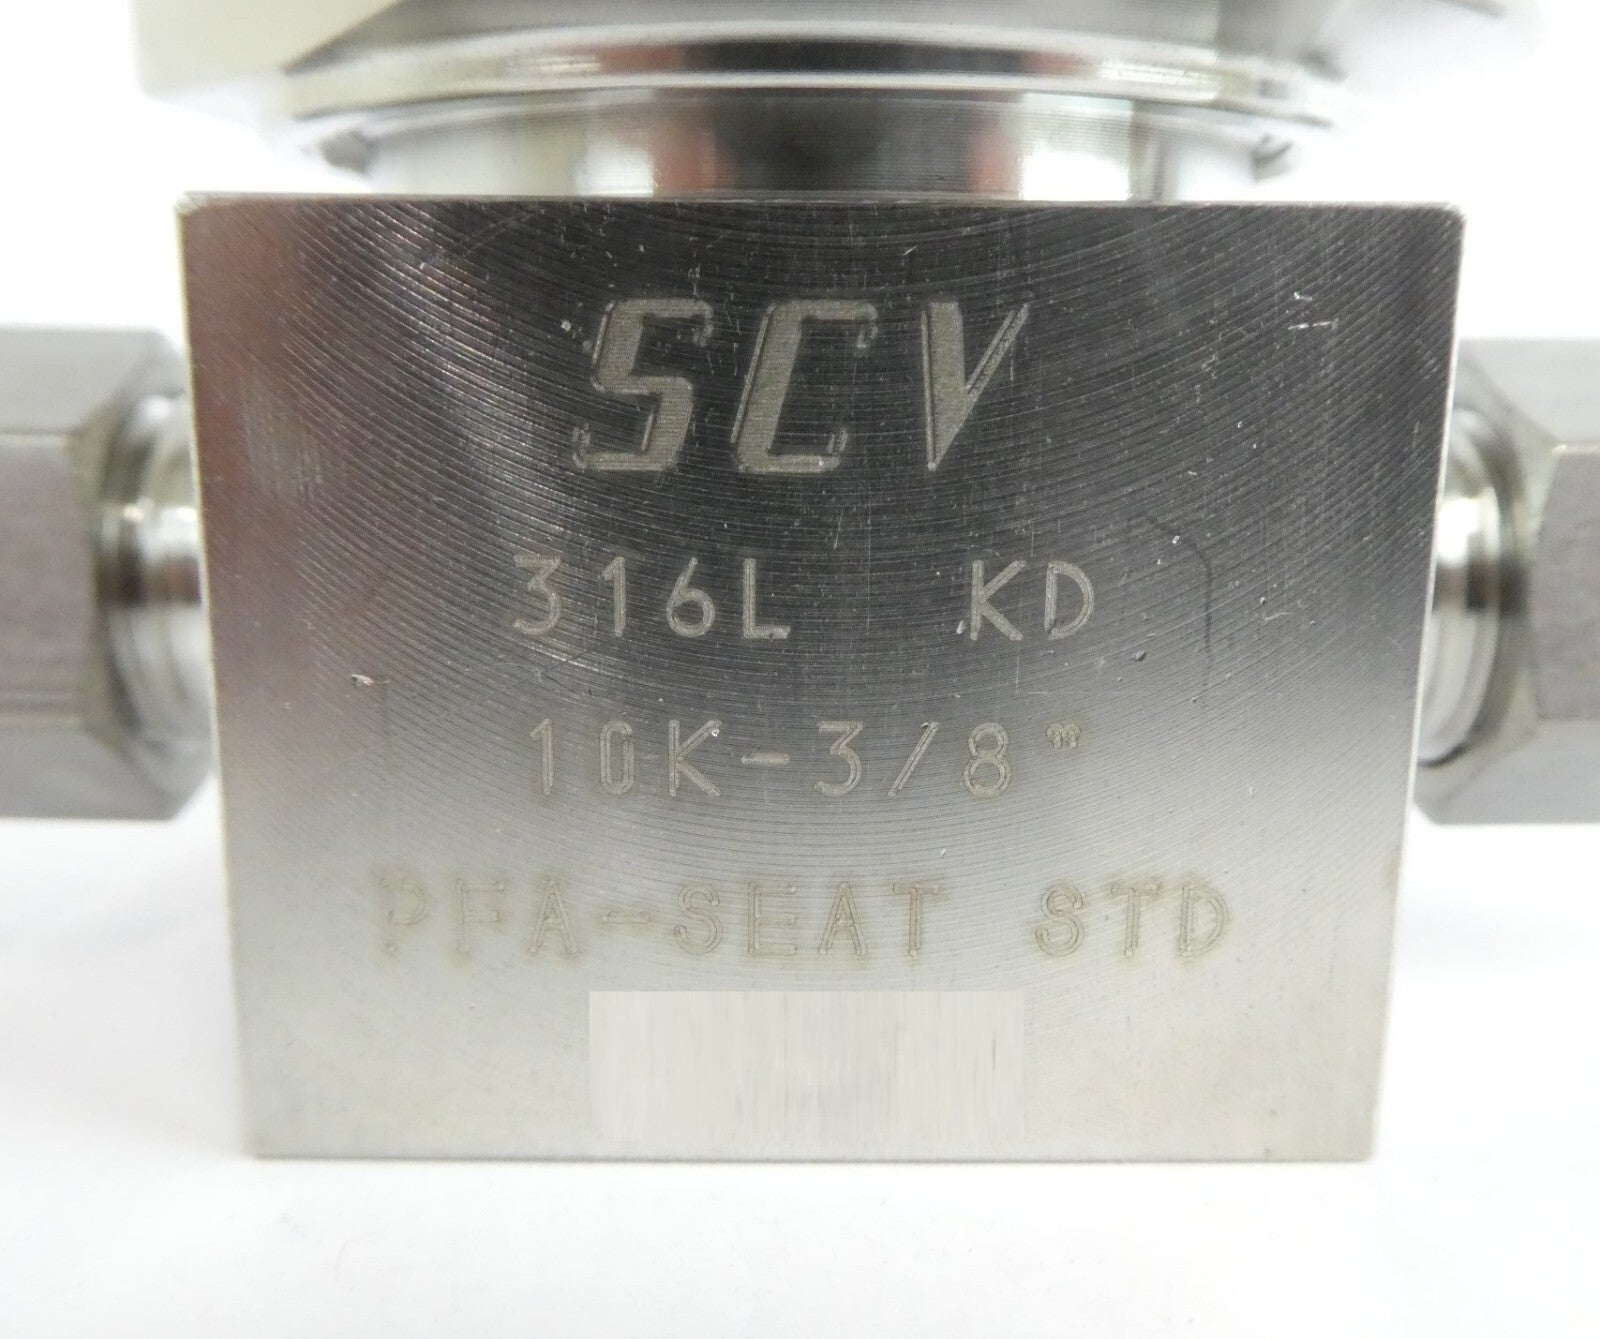 SCV
316L KD
10K-3/8"
PFA-SEAT STD